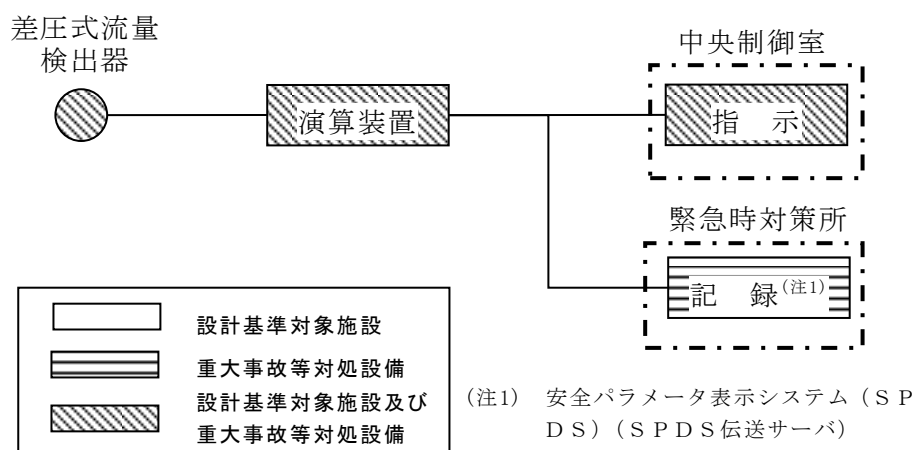 差圧式流量
検出器
演算装置
中央制御室
指　示
緊急時対策所
記　録(注1)
設計基準対象施設
重大事故等対処設備
設計基準対象施設及び
重大事故等対処設備
(注1)　安全パラメータ表示システム（ＳＰ
ＤＳ）（ＳＰＤＳ伝送サーバ）